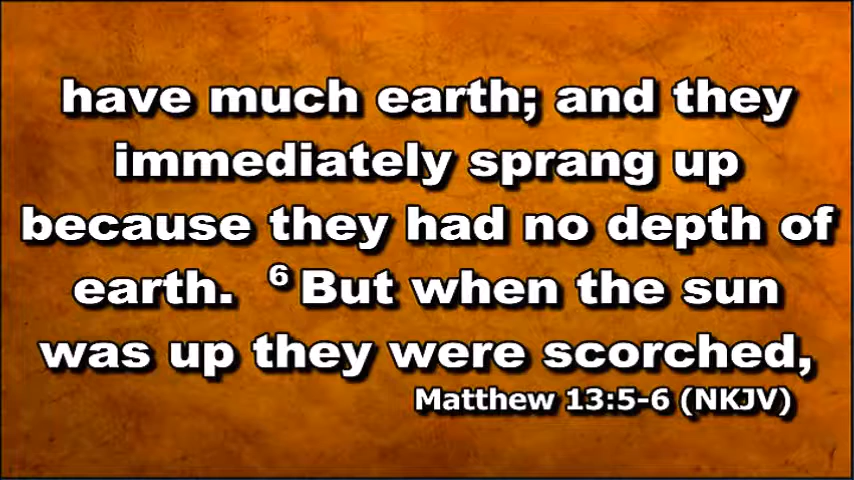 have much earth; and they
immediately sprang up
because they had no depth of
earth. 6 But when the sun
was up they were scorched,
Matthew 13:5-6 (NKJV)